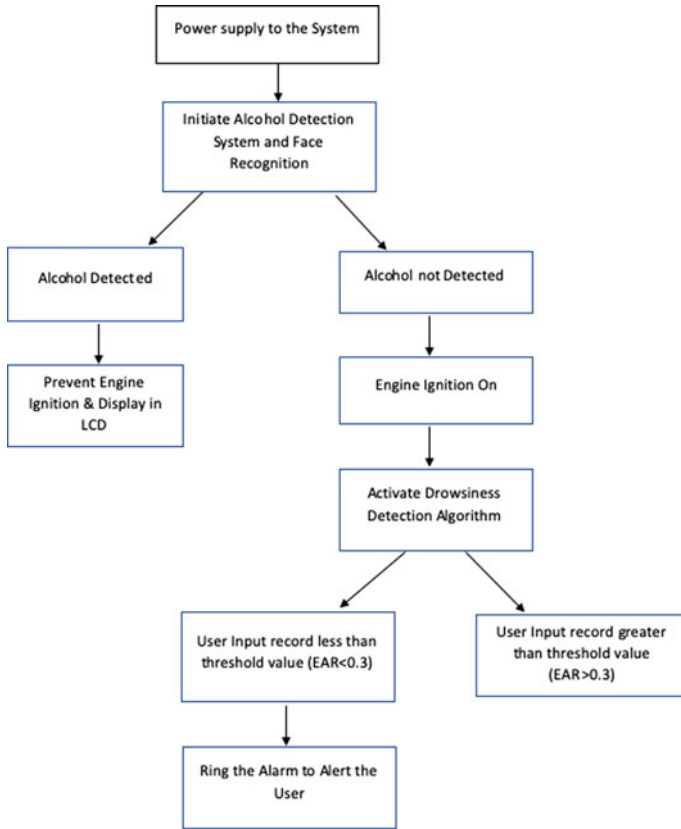 Power supply to the System
Initiate Alcohol Detection
System and Face
Recognition
Alcohol Detected
Alcohol not Detected
Prevent Engine
Ignition & Display in
LCD
Engine Ignition On
Activate Drowsiness
Detection Algorithm
User Input record less than
threshold value (EAR<0.3)
User Input record greater
than threshold value
(EAR>0.3)
Ring the Alarm to Alert the
User